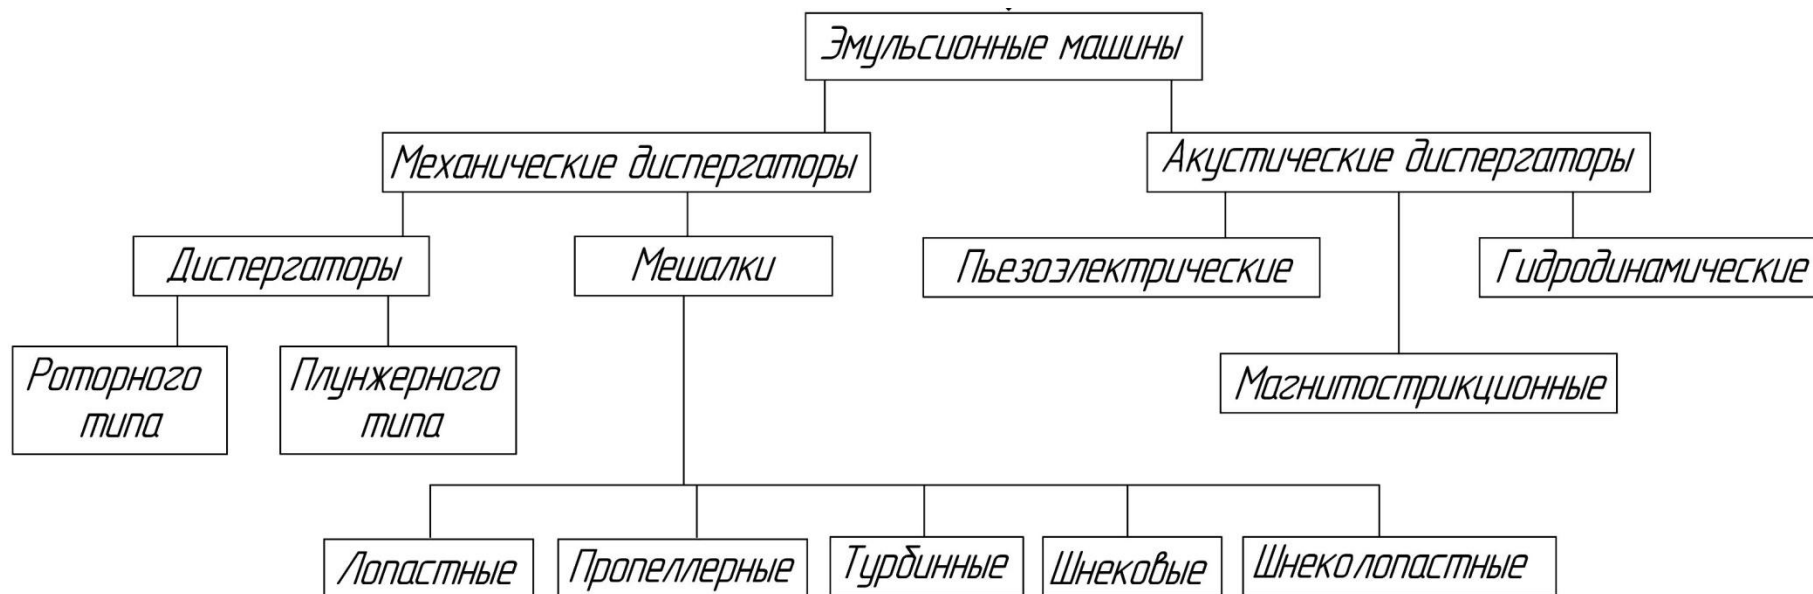 Эмульсионные машины
Механические диспергаторы
Акустические диспергаторы
Диспергаторы
Мешалки
Пьезоэлектрические
Гидродинамические
Роторного
типа
Плунжерного
типа
Магнитострикционные
Лопастные
Пропеллерные
Турбинные
Шнековые
Шнеколопастные